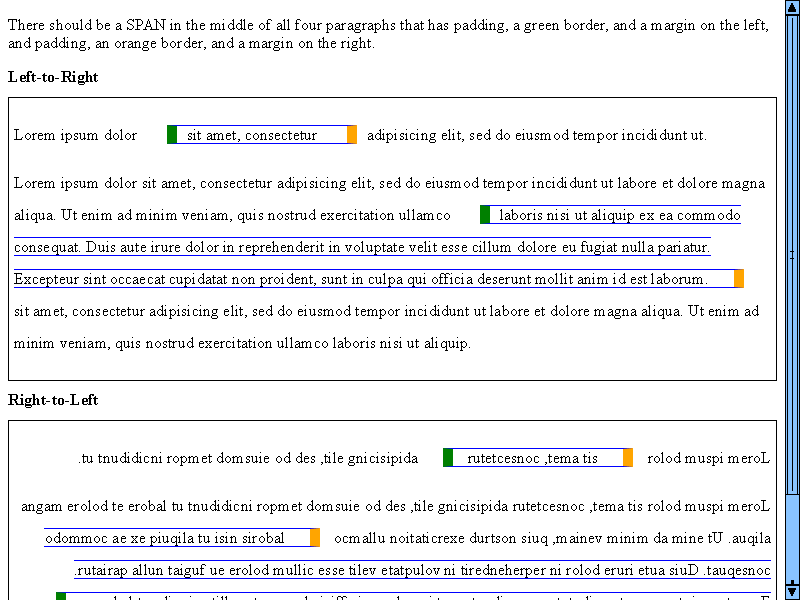 There should be a SPAN in the middle of all four paragraphs that has padding, a green border, and a margin on the left,
and padding, an orange border, and a margin on the right.
Left-to-Right
Lorem ipsum dolor sit amet, consectetur adipisicing elit, sed do eiusmod tempor incididunt ut.
Lorem ipsum dolor sit amet, consectetur adipisicing elit, sed do eiusmod tempor incididunt ut labore et dolore magna
aliqua. Ut enim ad minim veniam, quis nostrud exercitation ullamco laboris nisi ut aliquip ex ea commodo
consequat. Duis aute irure dolor in reprehenderit in voluptate velit esse cillum dolore eu fugiat nulla pariatur.
Excepteur sint occaecat cupidatat non proident, sunt in culpa qui officia deserunt mollit anim id est laborum.
sit amet, consectetur adipisicing elit, sed do eiusmod tempor incididunt ut labore et dolore magna aliqua. Ut enim ad
minim veniam, quis nostrud exercitation ullamco laboris nisi ut aliquip.
Right-to-Left
.tu tnudidicni ropmet domsuie od des ,tile gnicisipida rutetcesnoc ,tema tis rolod muspi meroL
angam erolod te erobal tu tnudidicni ropmet domsuie od des ,tile gnicisipida rutetcesnoc ,tema tis rolod muspi meroL
odommoc ae xe piuqila tu isin sirobal ocmallu noitaticrexe durtson siuq ,mainev minim da mine tU .auqila
.rutairap allun taiguf ue erolod mullic esse tilev etatpulov ni tiredneherper ni rolod eruri etua siuD .tauqesnoc